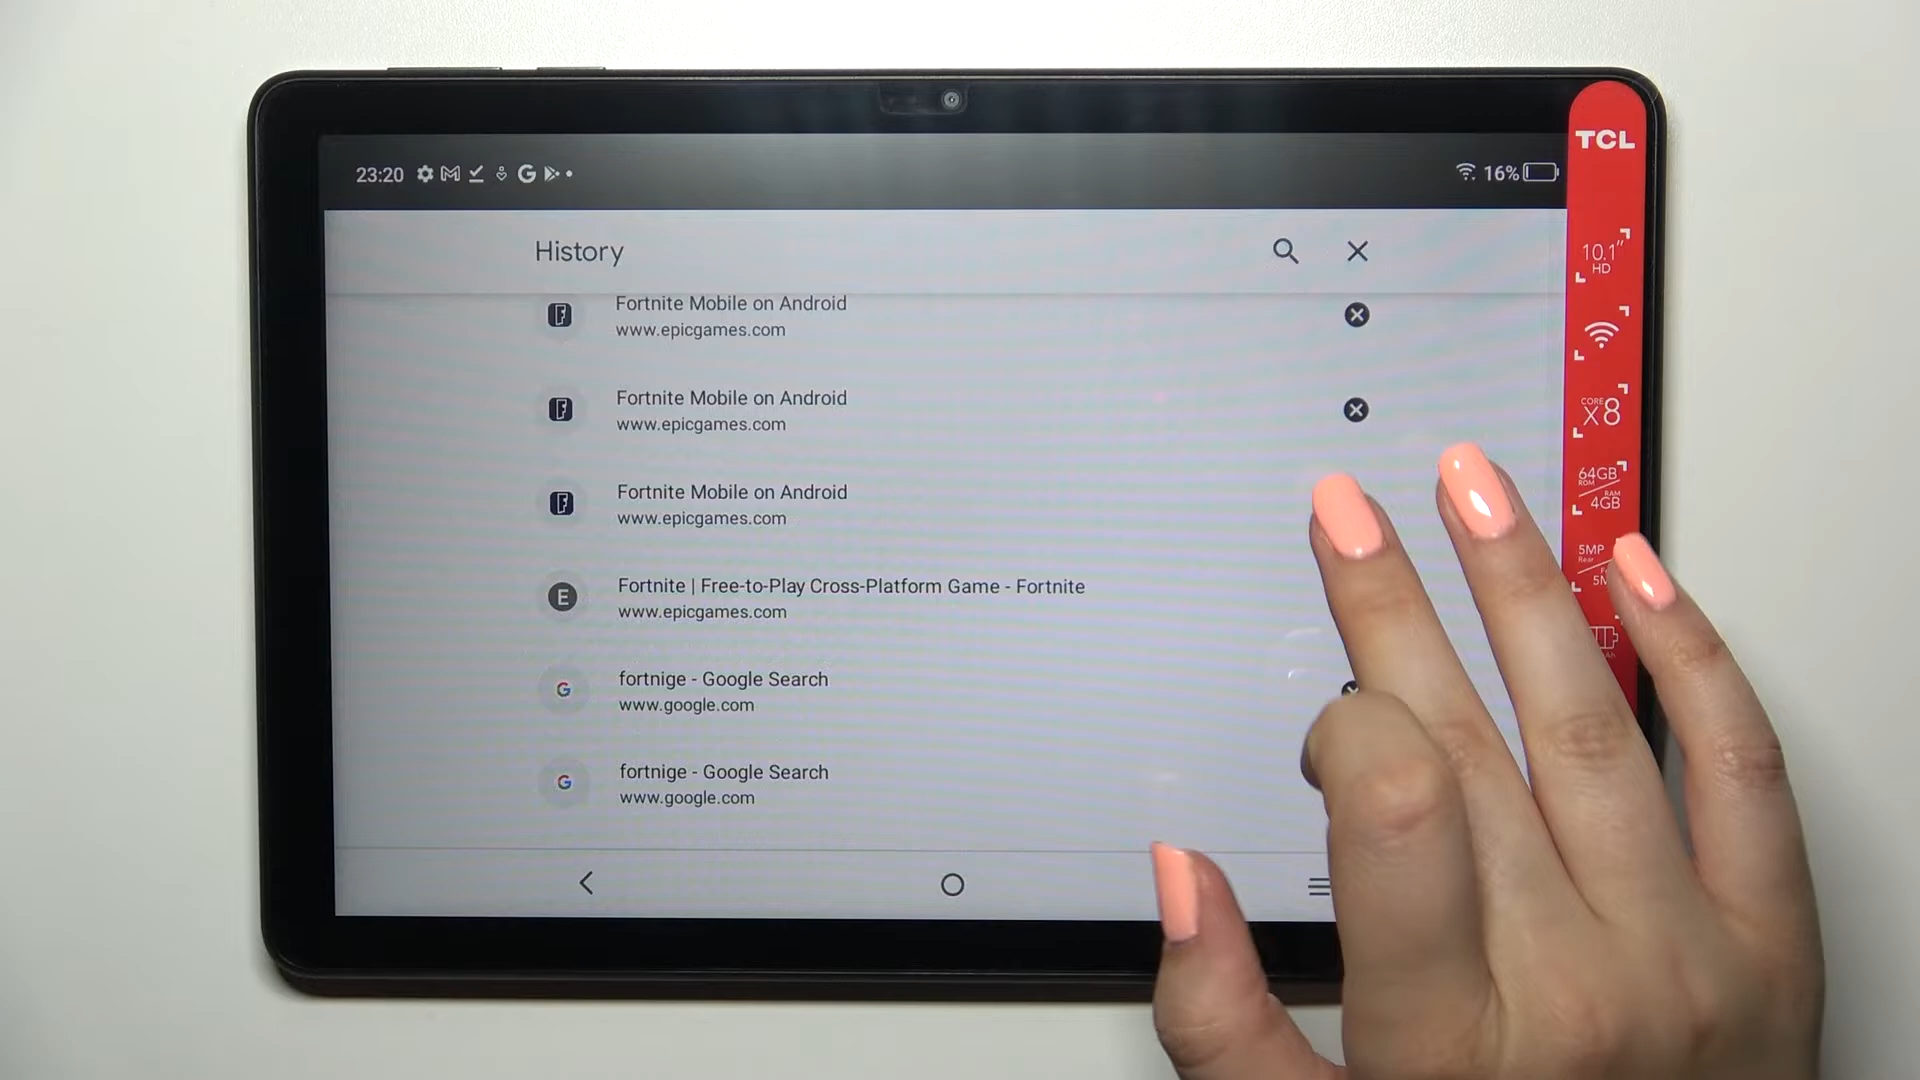 TCL
23:20
16%
History
10.1"
HD
Fortnite Mobile on Android
www.epicgames.com
Fortnite Mobile on Android
www.epicgames.com
CORE
X8
Fortnite Mobile on Android
www.epicgames.com
64GB
ROM
RAM
4GB
5MP
Rear
Fortnite | Free-to-Play Cross-Platform Game - Fortnite
www.epicgames.com
fortnige - Google Search
www.google.com
fortnige - Google Search
www.google.com